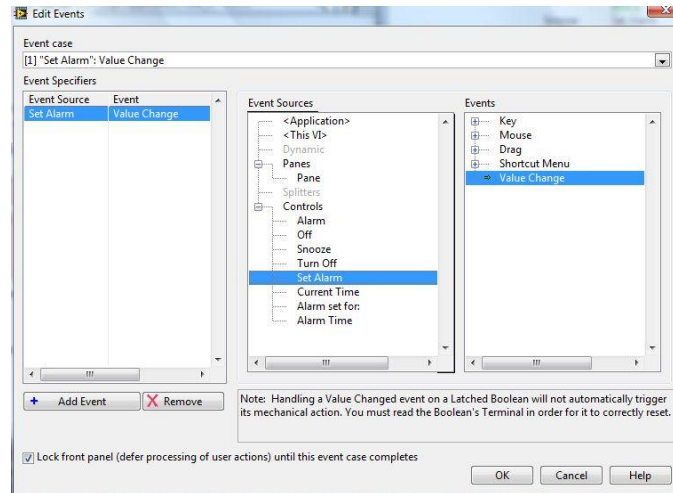 Edit Events
Event case
[1] "Set Alarm": Value Change
Event Specifiers
Event Source Event
Set Alarm Value Change
Event Sources
<Application>
<This VI>
Dynamic
Panes
Pane
Splitters
Controls
Alarm
Off
Snooze
Turn Off
Set Alarm
Current Time
Alarm set for:
Alarm Time
Events
Key
Mouse
Drag
Shortcut Menu
Value Change
Add Event
Remove
Note: Handling a Value Changed event on a Latched Boolean will not automatically trigger
its mechanical action. You must read the Boolean's Terminal in order for it to correctly reset.
Lock front panel (defer processing of user actions) until this event case completes
OK Cancel Help